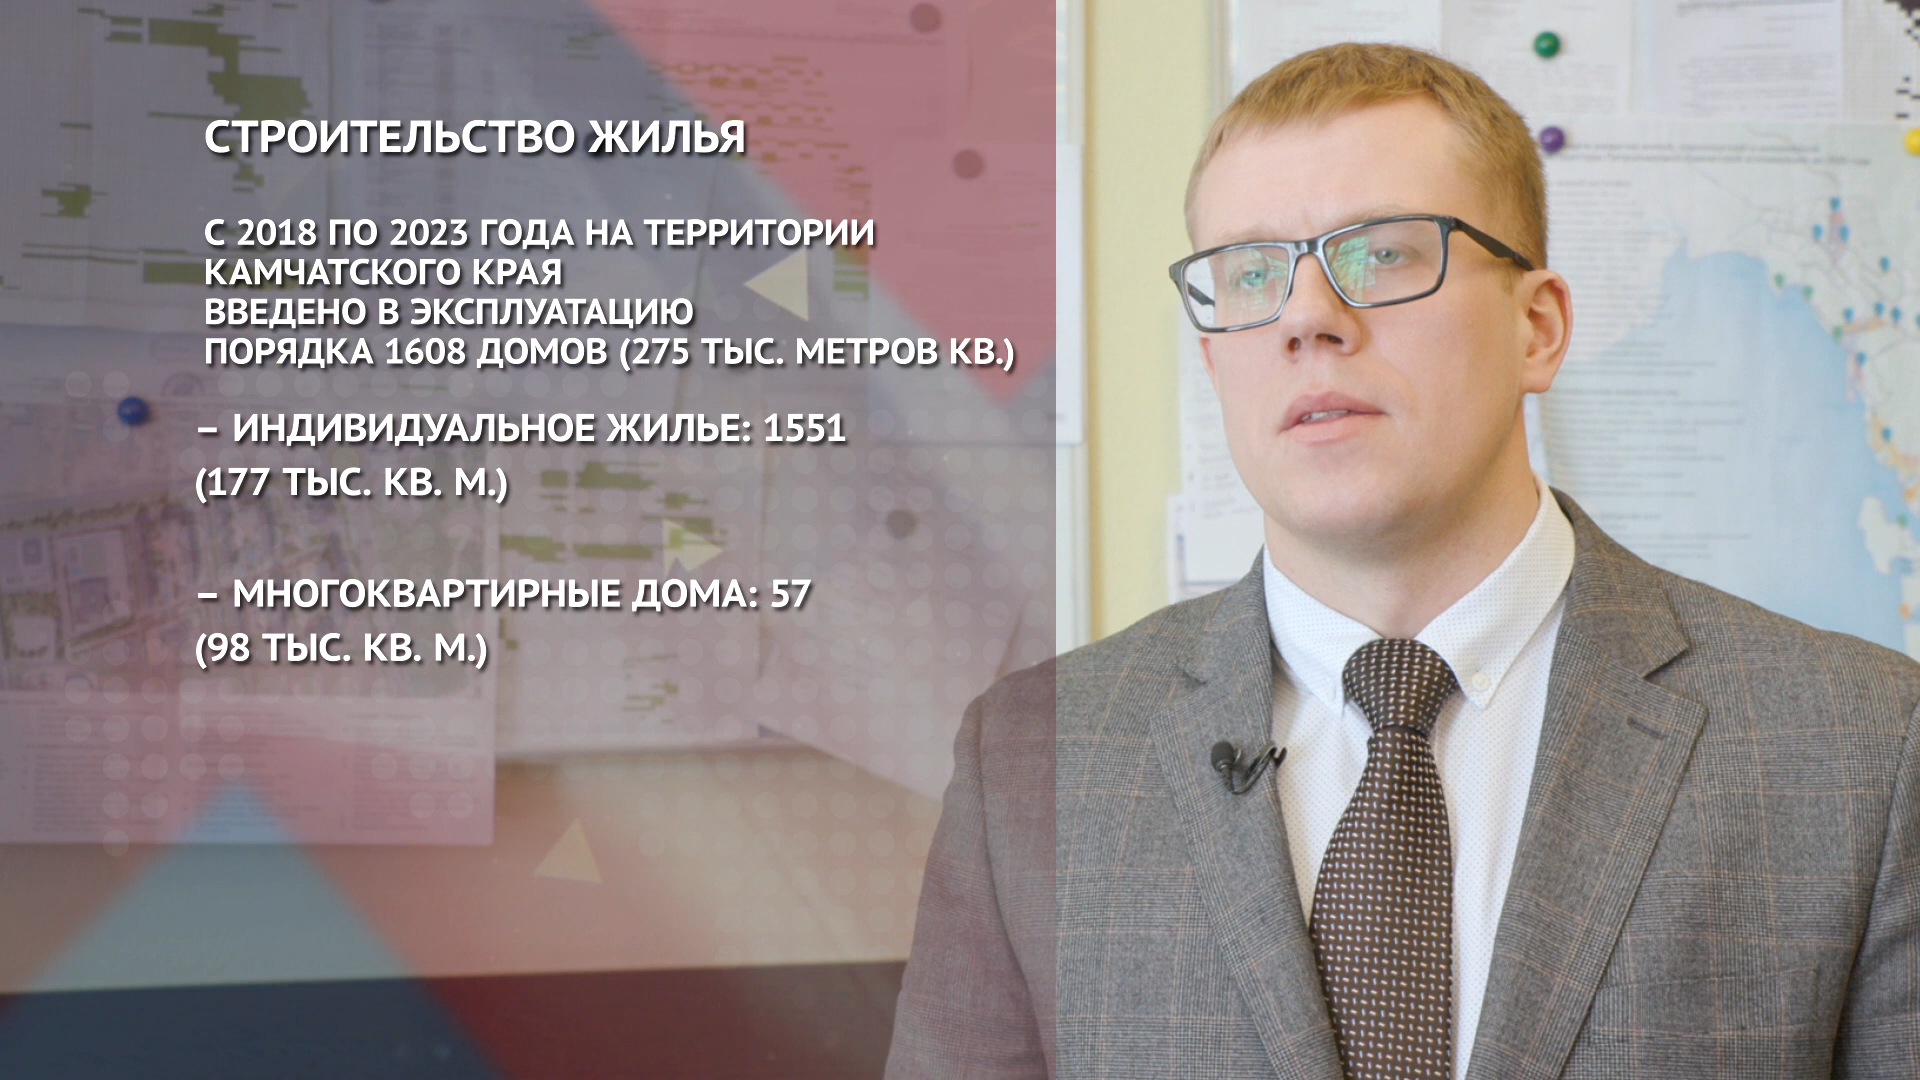 СТРОИТЕЛЬСТВО ЖИЛЬЯ
С 2018 ПО 2023 ГОДА НА ТЕРРИТОРИИ
КАМЧАТСКОГО КРАЯ
ВВЕДЕНО В ЭКСПЛУАТАЦИЮ
ПОРЯДКА 1608 ДОМОВ (275 ТЫС. МЕТРОВ КВ.)
– ИНДИВИДУАЛЬНОЕ ЖИЛЬЕ: 1551
(177 ТЫС. КВ. М.)
– МНОГОКВАРТИРНЫЕ ДОМА: 57
(98 ТЫС. КВ. М.)